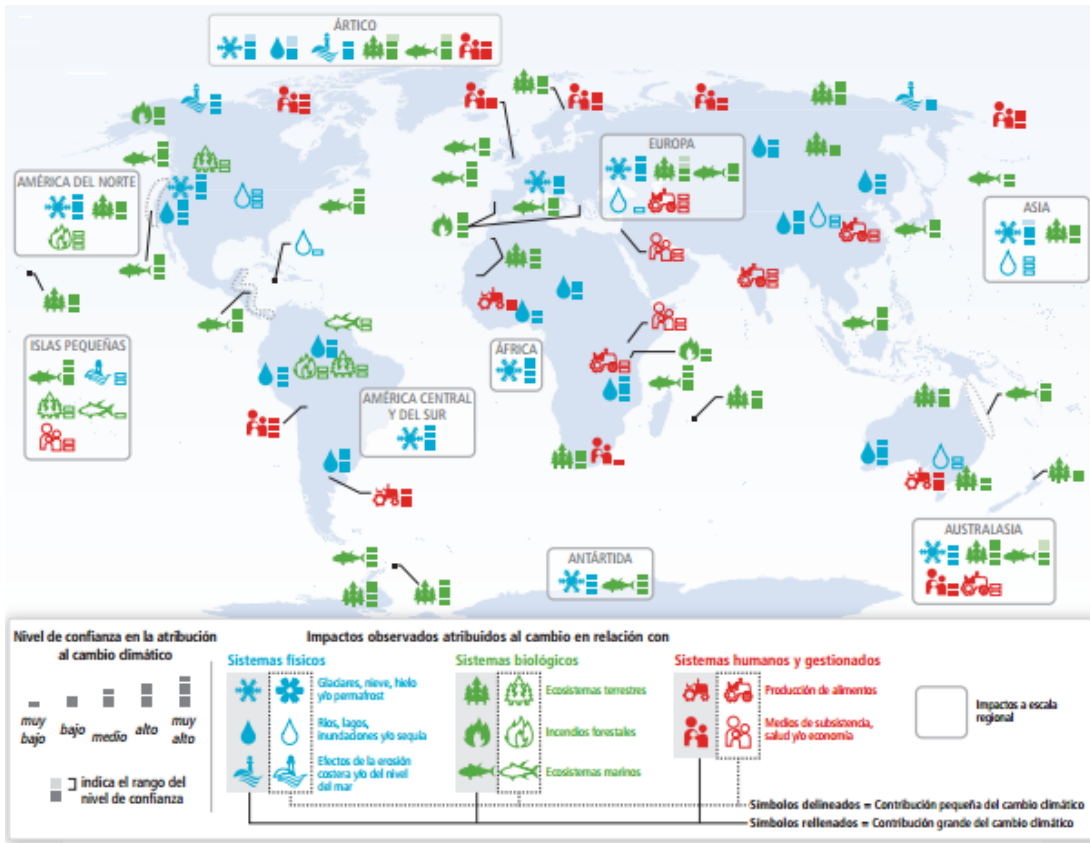 ÁRTICO
EUROPA
AMÉRICA DEL NORTE
ASIA
ISLAS PEQUEÑAS
ÁFRICA
AMÉRICA CENTRAL
Y DEL SUR
AUSTRALASIA
ANTÁRTIDA
Nivel de confianza en la atribución
al cambio climático
muy
bajo
bajo
medio
alto
muy
alto
indica el rango del
nivel de confianza
Impactos observados atribuidos al cambio en relación con
Sistemas físicos
Glaciares, nieve, hielo
y/o permafrost
Ríos, lagos,
inundaciones y/o sequía
Efectos de la erosión
costera y/o del nivel
del mar
Sistemas biológicos
Ecosistemas terrestres
Incendios forestales
Ecosistemas marinos
Sistemas humanos y gestionados
Producción de alimentos
Medios de subsistencia,
salud y/o economía
Impactos a escala
regional
Símbolos delineados = Contribución pequeña del cambio climático
Símbolos rellenados = Contribución grande del cambio climático